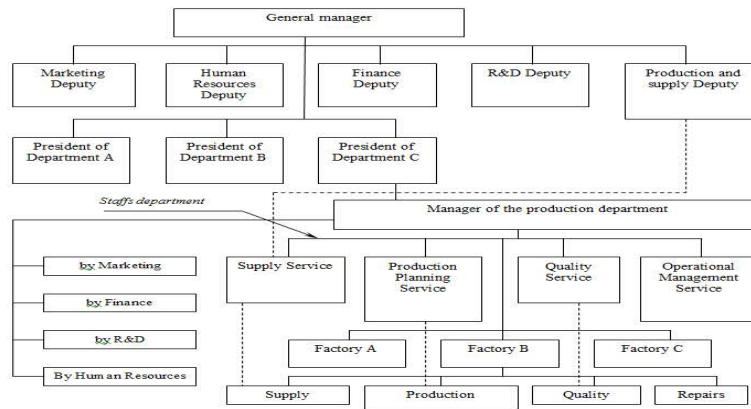 General manager
Marketing
Deputy
Human
Resources
Deputy
Finance
Deputy
R&D Deputy
Production and
supply Deputy
President of
Department A
President of
Department B
President of
Department C
Staffs department
Manager of the production department
by Marketing
by Finance
by R&D
By Human Resources
Supply Service
Production
Planning
Service
Quality
Service
Operational
Management
Service
Factory A
Factory B
Factory C
Supply
Production
Quality
Repairs